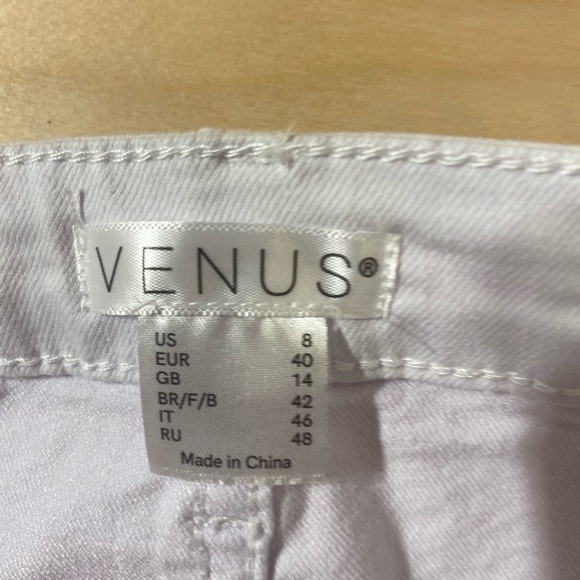 VENUS®
US 8
EUR 40
GB 14
BR/F/B 42
IT 46
RU 48
Made in China